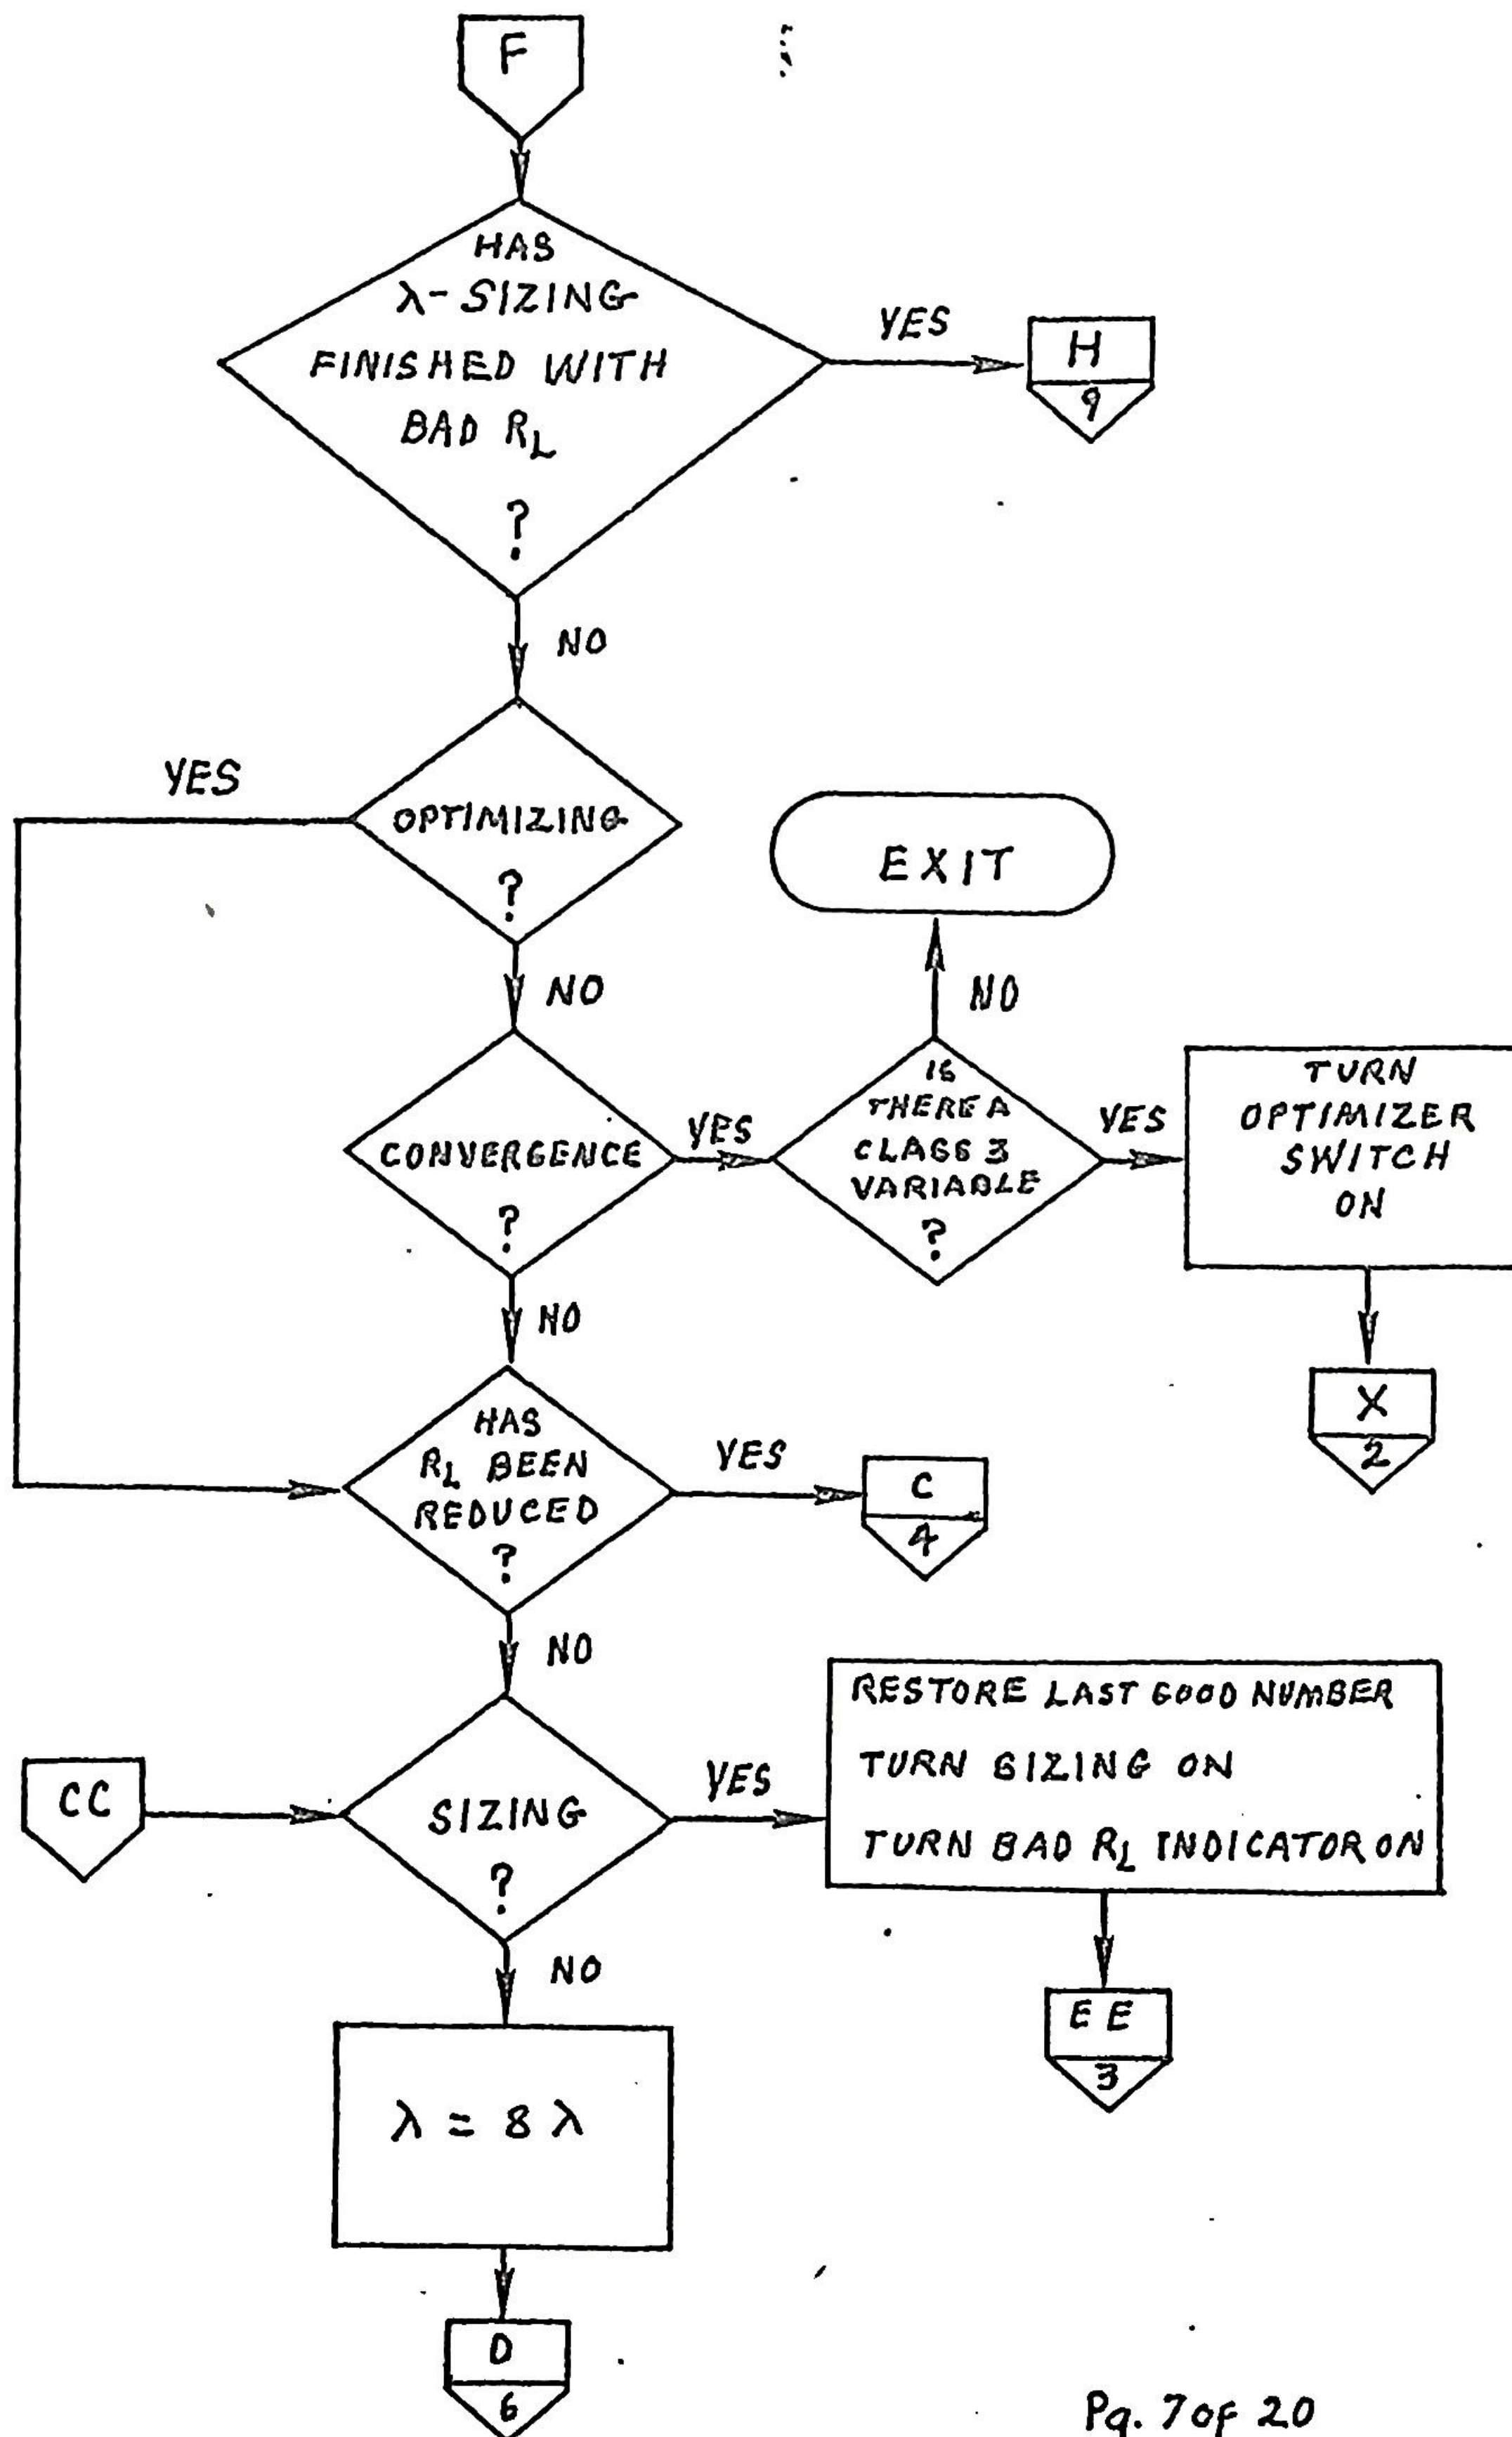 F
HAS
λ-SIZING
FINISHED WITH
BAD RL
?
YES
H
9
NO
YES
OPTIMIZING
?
EXIT
NO
NO
IS
THERE A
CLASS 3
VARIABLE
?
YES
TURN
OPTIMIZER
SWITCH
ON
CONVERGENCE
?
YES
NO
X
2
HAS
RL BEEN
REDUCED
?
YES
C
4
NO
RESTORE LAST GOOD NUMBER
TURN SIZING ON
TURN BAD RL INDICATOR ON
CC
SIZING
?
YES
NO
EE
3
λ = 8 λ
D
6
Pg. 7 of 20